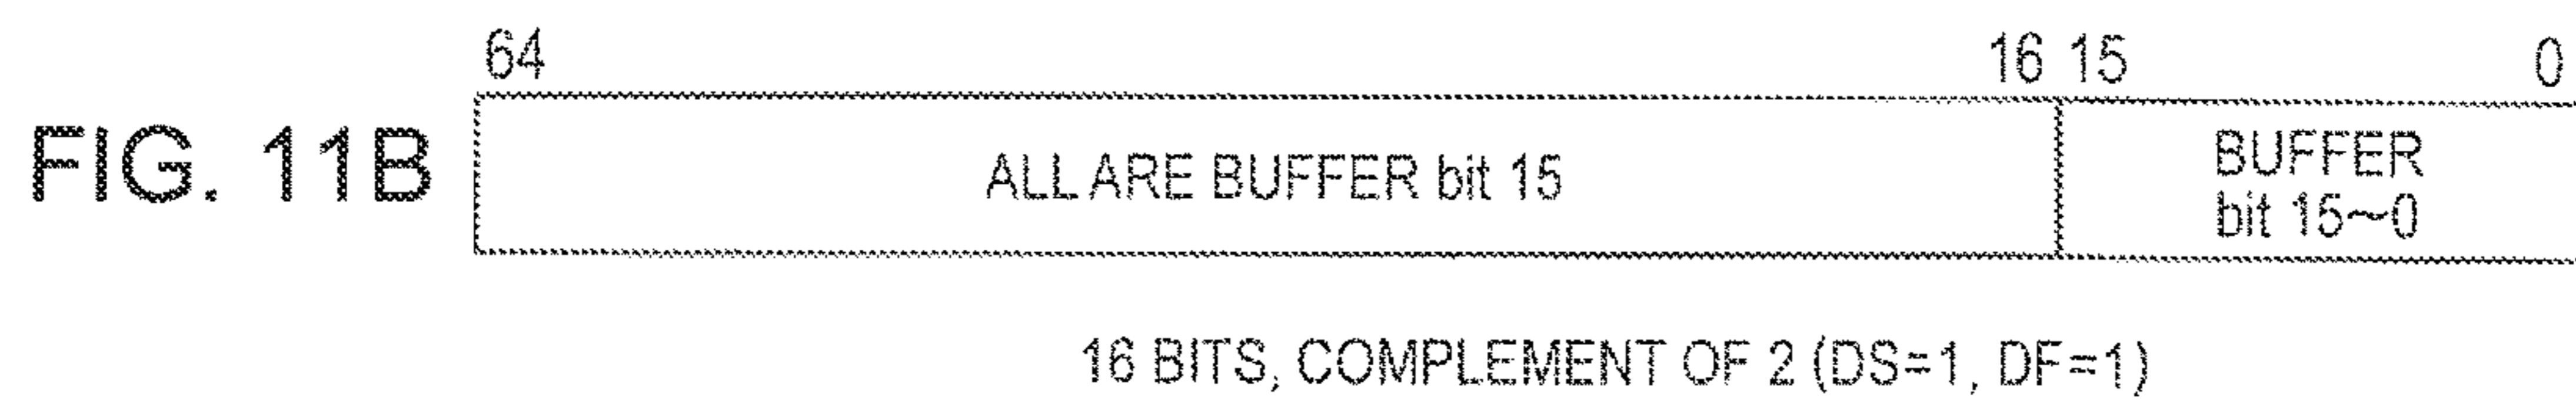 64 16 15 0
FIG. 11B
ALL ARE BUFFER bit 15
BUFFER
bit 15~0
16 BITS, COMPLEMENT OF 2 (DS=1, DF=1)